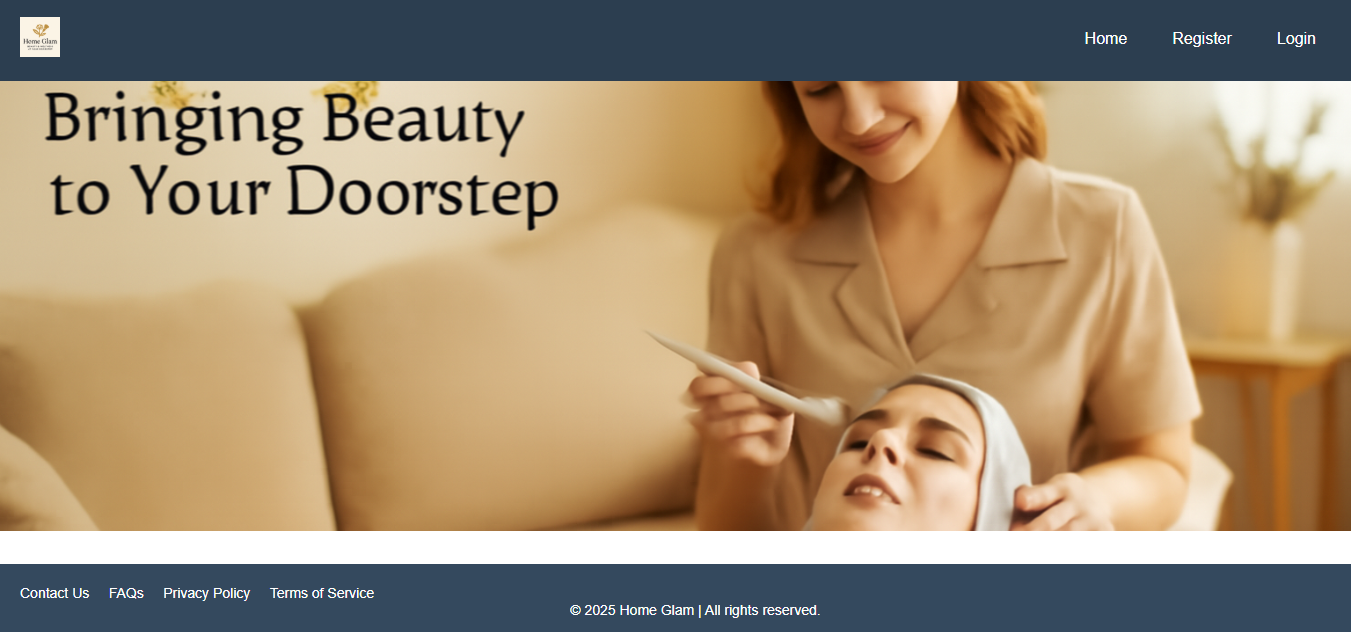 Home Glam
Home
Register
Login
Bringing Beauty
to Your Doorstep
Contact Us
FAQs
Privacy Policy
Terms of Service
© 2025 Home Glam | All rights reserved.